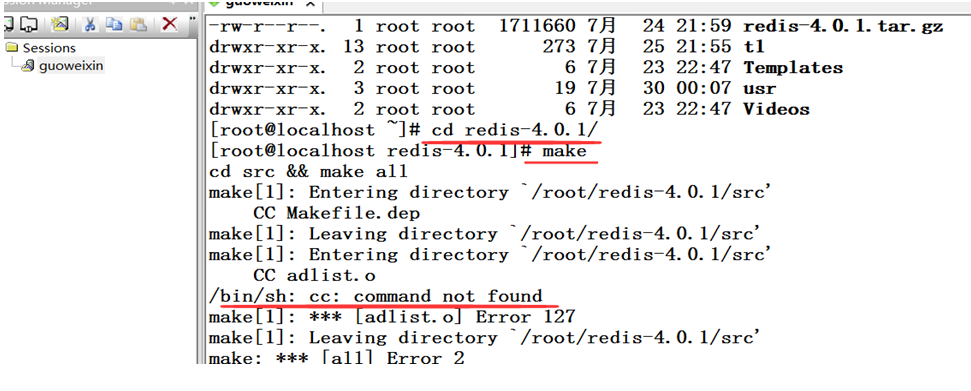 guoweixin
Sessions
guoweixin
-rw-r--r--. 1 root root 1711660 7月 24 21:59 redis-4.0.1.tar.gz
drwxr-xr-x. 13 root root 273 7月 25 21:55 tl
drwxr-xr-x. 2 root root 6 7月 23 22:47 Templates
drwxr-xr-x. 3 root root 19 7月 30 00:07 usr
drwxr-xr-x. 2 root root 6 7月 23 22:47 Videos
[root@localhost ~]# cd redis-4.0.1/
[root@localhost redis-4.0.1]# make
cd src && make all
make[1]: Entering directory `/root/redis-4.0.1/src'
CC Makefile.dep
make[1]: Leaving directory `/root/redis-4.0.1/src'
make[1]: Entering directory `/root/redis-4.0.1/src'
CC adlist.o
/bin/sh: cc: command not found
make[1]: *** [adlist.o] Error 127
make[1]: Leaving directory `/root/redis-4.0.1/src'
make: *** [all] Error 2